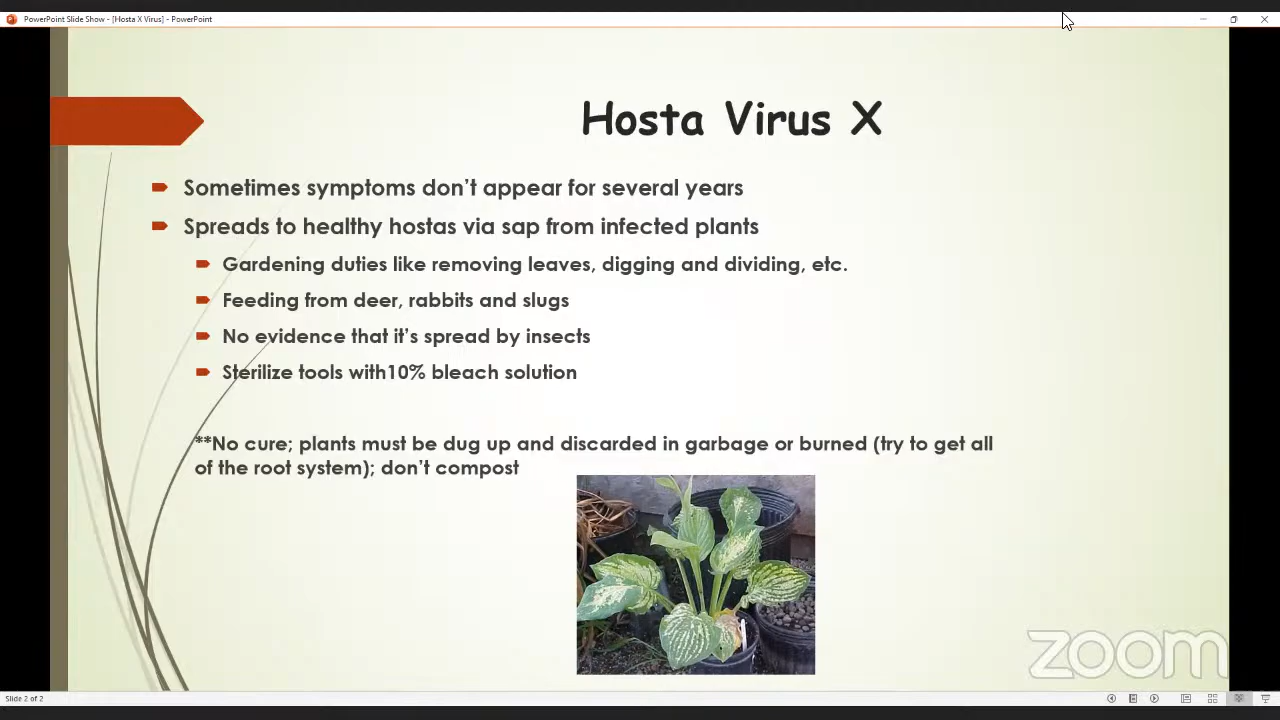 PowerPoint Slide Show - [Hosta X Virus] - PowerPoint
Hosta Virus X
Sometimes symptoms don't appear for several years
Spreads to healthy hostas via sap from infected plants
Gardening duties like removing leaves, digging and dividing, etc.
Feeding from deer, rabbits and slugs
No evidence that it's spread by insects
Sterilize tools with10% bleach solution
**No cure; plants must be dug up and discarded in garbage or burned (try to get all
of the root system); don't compost
zoom
Slide 2 of 2